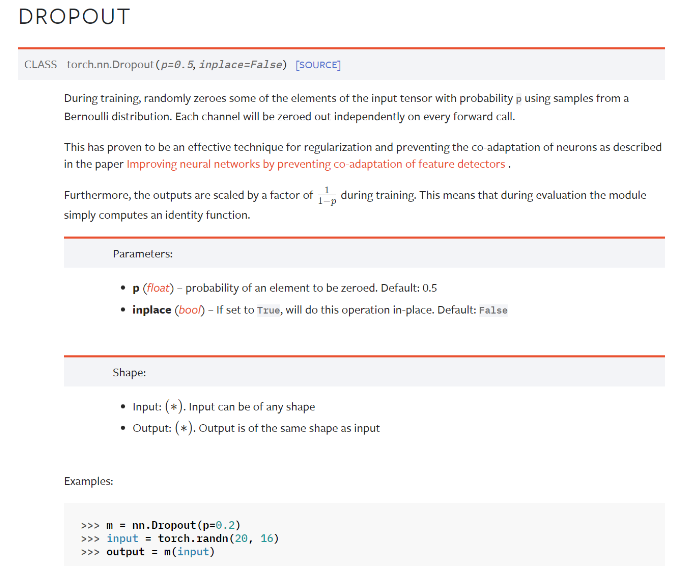 DROPOUT
CLASS torch.nn.Dropout(p=0.5, inplace=False) [SOURCE]
During training, randomly zeroes some of the elements of the input tensor with probability p using samples from a
Bernoulli distribution. Each channel will be zeroed out independently on every forward call.
This has proven to be an effective technique for regularization and preventing the co-adaptation of neurons as described
in the paper Improving neural networks by preventing co-adaptation of feature detectors .
Furthermore, the outputs are scaled by a factor of 1/(1−p) during training. This means that during evaluation the module
simply computes an identity function.
Parameters:
• p (float) – probability of an element to be zeroed. Default: 0.5
• inplace (bool) – If set to True, will do this operation in-place. Default: False
Shape:
• Input: (∗). Input can be of any shape
• Output: (∗). Output is of the same shape as input
Examples:
>>> m = nn.Dropout(p=0.2)
>>> input = torch.randn(20, 16)
>>> output = m(input)